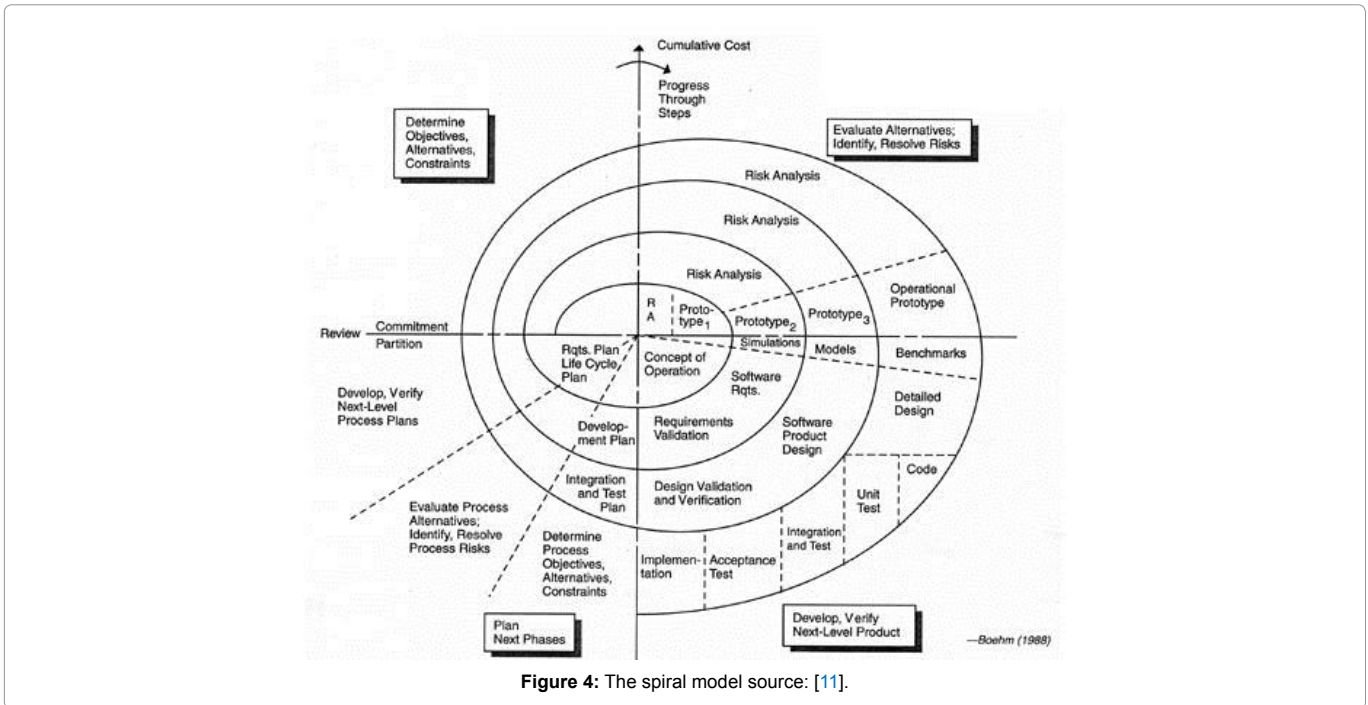 Cumulative Cost
Progress
Through
Steps
Determine
Objectives,
Alternatives,
Constraints
Evaluate Alternatives;
Identify, Resolve Risks
Risk Analysis
Risk Analysis
Risk Analysis
Operational
Prototype
R
A
Proto-
type1
Prototype2
Prototype3
Review
Commitment
Partition
Simulations
Models
Benchmarks
Rqts. Plan
Life Cycle
Plan
Concept of
Operation
Software
Rqts.
Detailed
Design
Develop, Verify
Next-Level
Process Plans
Develop-
ment Plan
Requirements
Validation
Software
Product
Design
Code
Unit
Test
Integration
and Test
Plan
Design Validation
and Verification
Evaluate Process
Alternatives;
Identify, Resolve
Process Risks
Determine
Process
Objectives,
Alternatives,
Constraints
Implemen-
tation
Acceptance
Test
Integration
and Test
Plan
Next Phases
Develop, Verify
Next-Level Product
—Boehm (1988)
Figure 4: The spiral model source: [11].